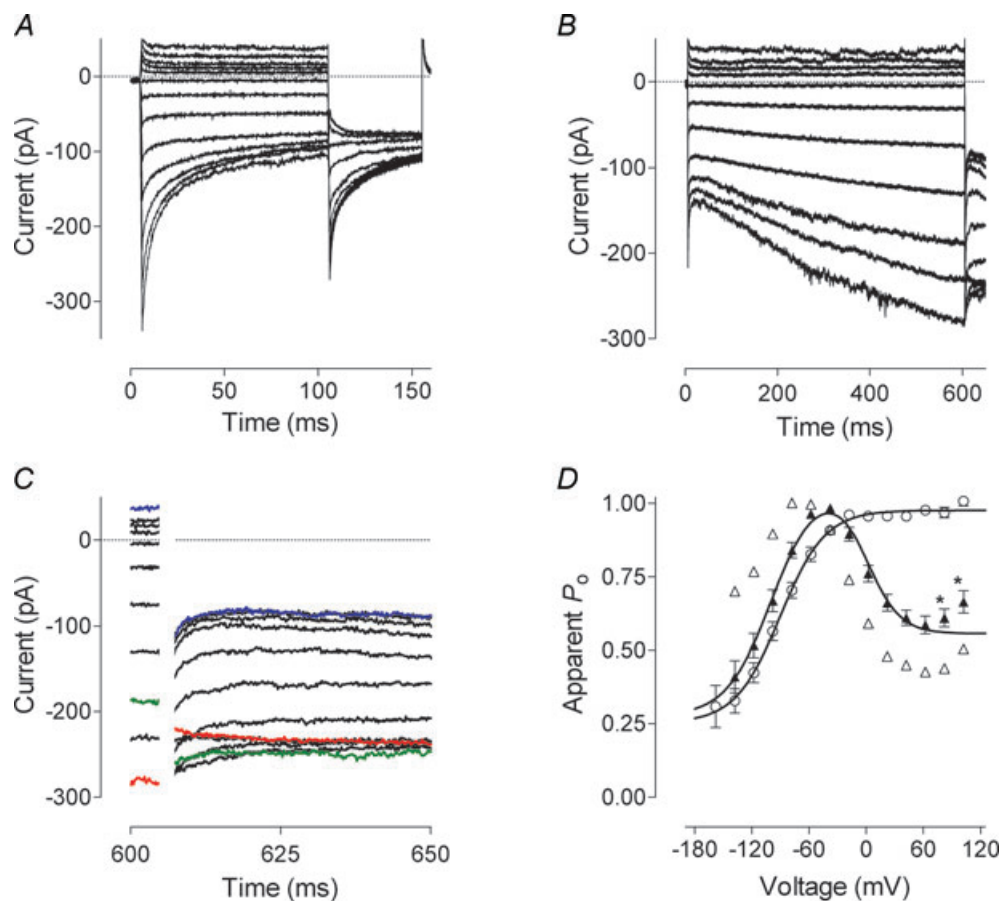 A
0
-100
-200
-300
Current (pA)
0
50
100
150
Time (ms)
B
0
-100
-200
-300
Current (pA)
0
200
400
600
Time (ms)
C
0
-100
-200
-300
Current (pA)
600
625
650
Time (ms)
D
1.00
0.75
0.50
0.25
0.00
Apparent Po
* *
-180
-120
-60
0
60
120
Voltage (mV)